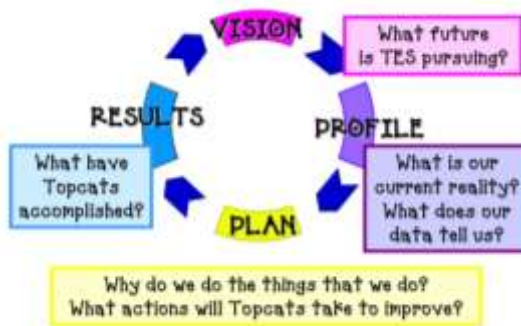 VISION
What future
is TES pursuing?
RESULTS
PROFILE
What have
Topcats
accomplished?
What is our
current reality?
What does our
data tell us?
PLAN
Why do we do the things that we do?
What actions will Topcats take to improve?